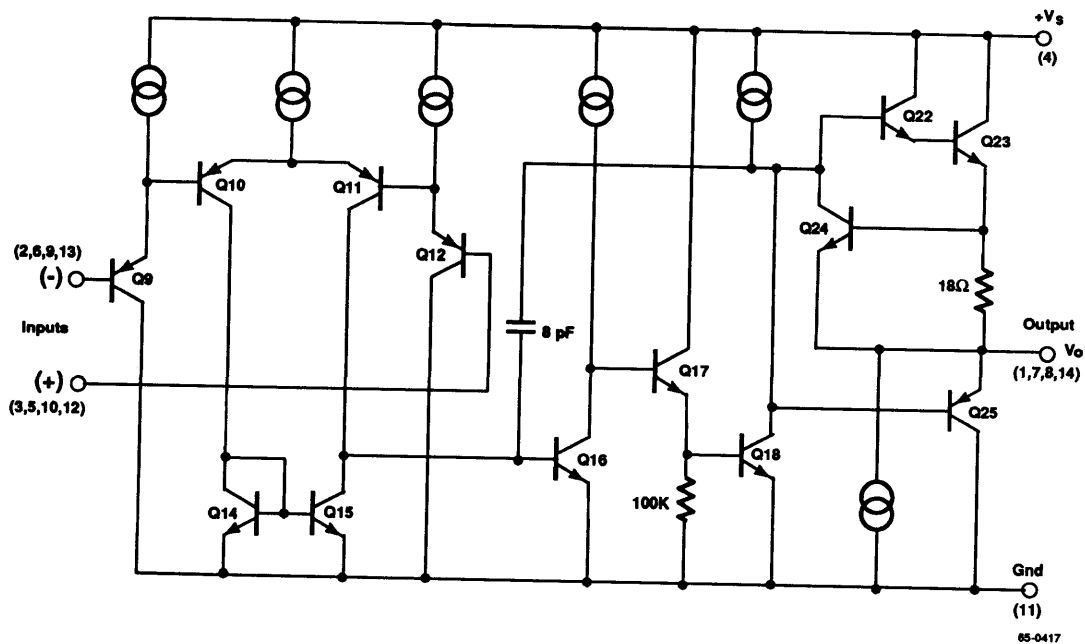 +Vs
(4)
Q22
Q23
Q10
Q11
Q24
Q12
(2,6,9,13)
(-)
Q9
18Ω
Inputs
8 pF
Output
Vo
(+)
Q17
(1,7,8,14)
(3,5,10,12)
Q25
Q16
Q18
100K
Q14
Q15
Gnd
(11)
65-0417